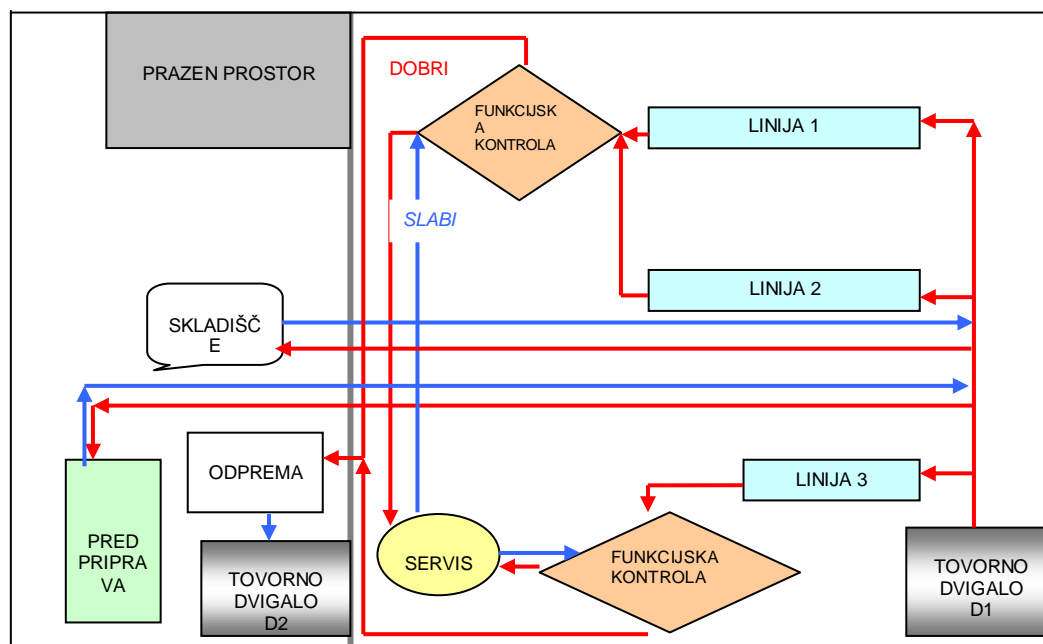 PRAZEN PROSTOR
DOBRI
FUNKCIJSK
A
KONTROLA
LINIJA 1
SLABI
LINIJA 2
SKLADIŠČ
E
ODPREMA
LINIJA 3
PRED
PRIPRA
VA
SERVIS
FUNKCIJSKA
KONTROLA
TOVORNO
DVIGALO
D2
TOVORNO
DVIGALO
D1